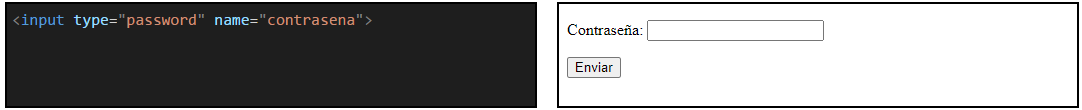 <input type="password" name="contrasena">
Contraseña:
Enviar